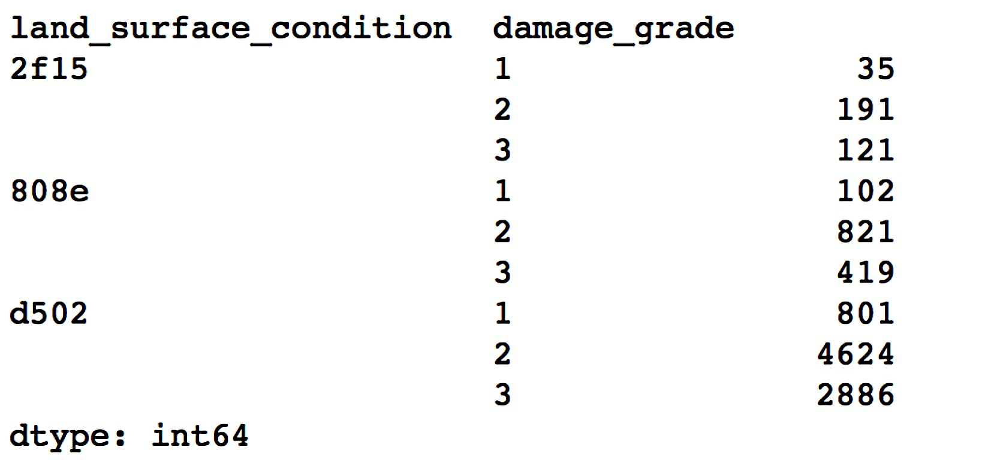 land_surface_condition  damage_grade
2f15                    1                 35
                        2                191
                        3                121
808e                    1                102
                        2                821
                        3                419
d502                    1                801
                        2               4624
                        3               2886
dtype: int64